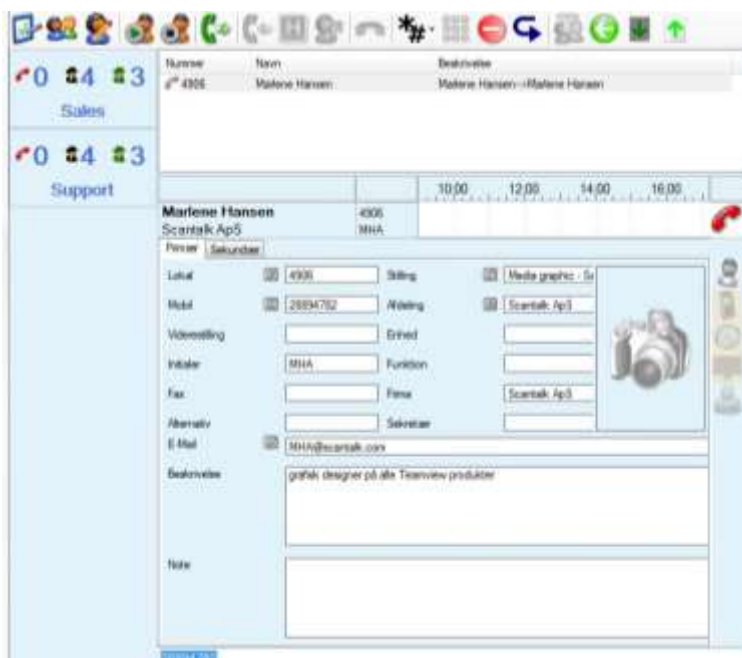 Nummer Navn Beskrivelse
4906 Marlene Hansen Marlene Hansen-->Marlene Hansen
0 4 3
Sales
0 4 3
Support
10:00 12:00 14:00 16:00
Marlene Hansen 4906
Scantalk ApS MHA
Primær Sekundær
Lokal 4906 Stilling Media graphic - Sc
Mobil Afdeling Scantalk ApS
Viderestilling Enhed
Initialer MHA Funktion
Fax Firma Scantalk ApS
Alternativ Sekretær
E-Mail MHA@scantalk.com
Beskrivelse grafisk designer på alle Teamview produkter
Note